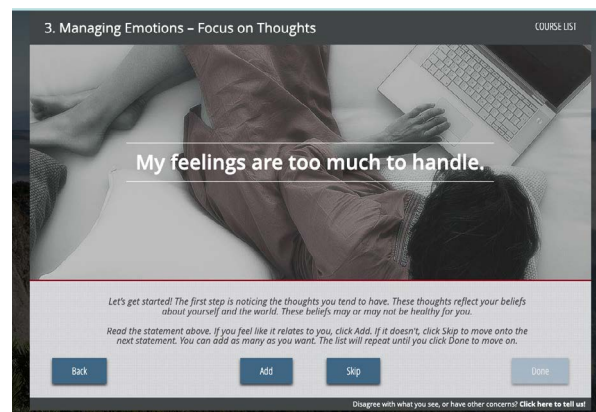 3. Managing Emotions – Focus on Thoughts
COURSE LIST
My feelings are too much to handle.
Let's get started! The first step is noticing the thoughts you tend to have. These thoughts reflect your beliefs
about yourself and the world. These beliefs may or may not be healthy for you.
Read the statement above. If you feel like it relates to you, click Add. If it doesn't, click Skip to move onto the
next statement. You can add as many as you want. The list will repeat until you click Done to move on.
Back
Add
Skip
Done
Disagree with what you see, or have other concerns? Click here to tell us!